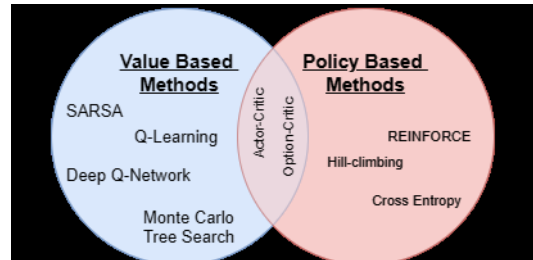 Value Based
Methods
SARSA
Q-Learning
Deep Q-Network
Monte Carlo
Tree Search
Actor-Critic
Option-Critic
Policy Based
Methods
REINFORCE
Hill-climbing
Cross Entropy